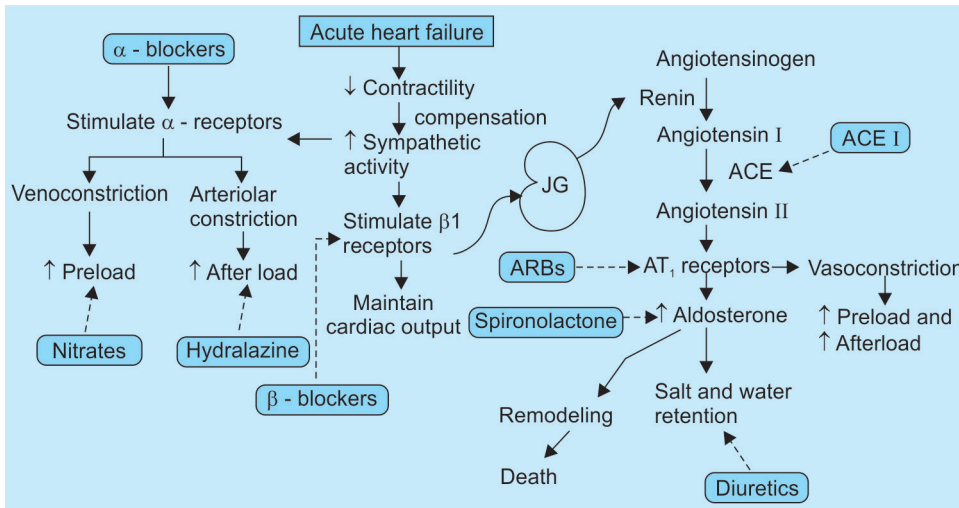 Acute heart failure
α - blockers
↓ Contractility
compensation
Stimulate α - receptors
↑ Sympathetic
activity
Venoconstriction
Arteriolar
constriction
Stimulate β1
receptors
↑ Preload
↑ After load
Maintain
cardiac output
Nitrates
Hydralazine
β - blockers
JG
Angiotensinogen
Renin
Angiotensin I
ACE
ACE I
Angiotensin II
ARBs
AT1 receptors
Vasoconstriction
Spironolactone
↑ Aldosterone
↑ Preload and
↑ Afterload
Remodeling
Salt and water
retention
Death
Diuretics